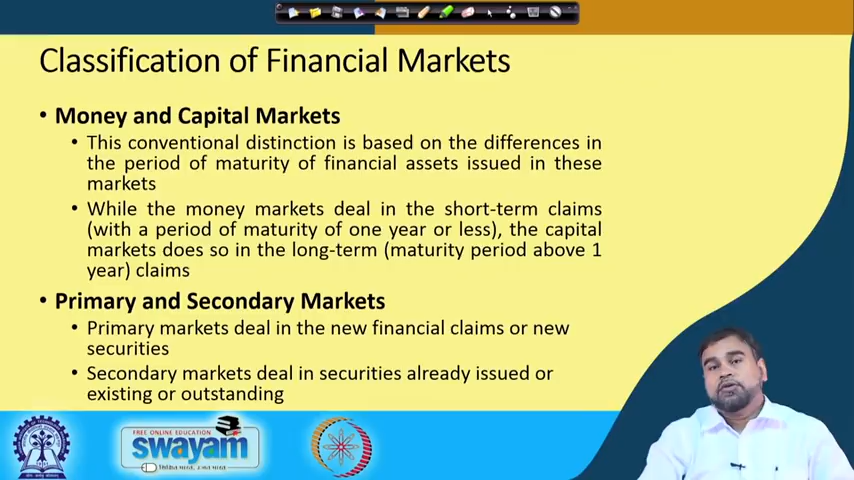 Classification of Financial Markets
• Money and Capital Markets
• This conventional distinction is based on the differences in
the period of maturity of financial assets issued in these
markets
• While the money markets deal in the short-term claims
(with a period of maturity of one year or less), the capital
markets does so in the long-term (maturity period above 1
year) claims
• Primary and Secondary Markets
• Primary markets deal in the new financial claims or new
securities
• Secondary markets deal in securities already issued or
existing or outstanding
FREE ONLINE EDUCATION
swayam